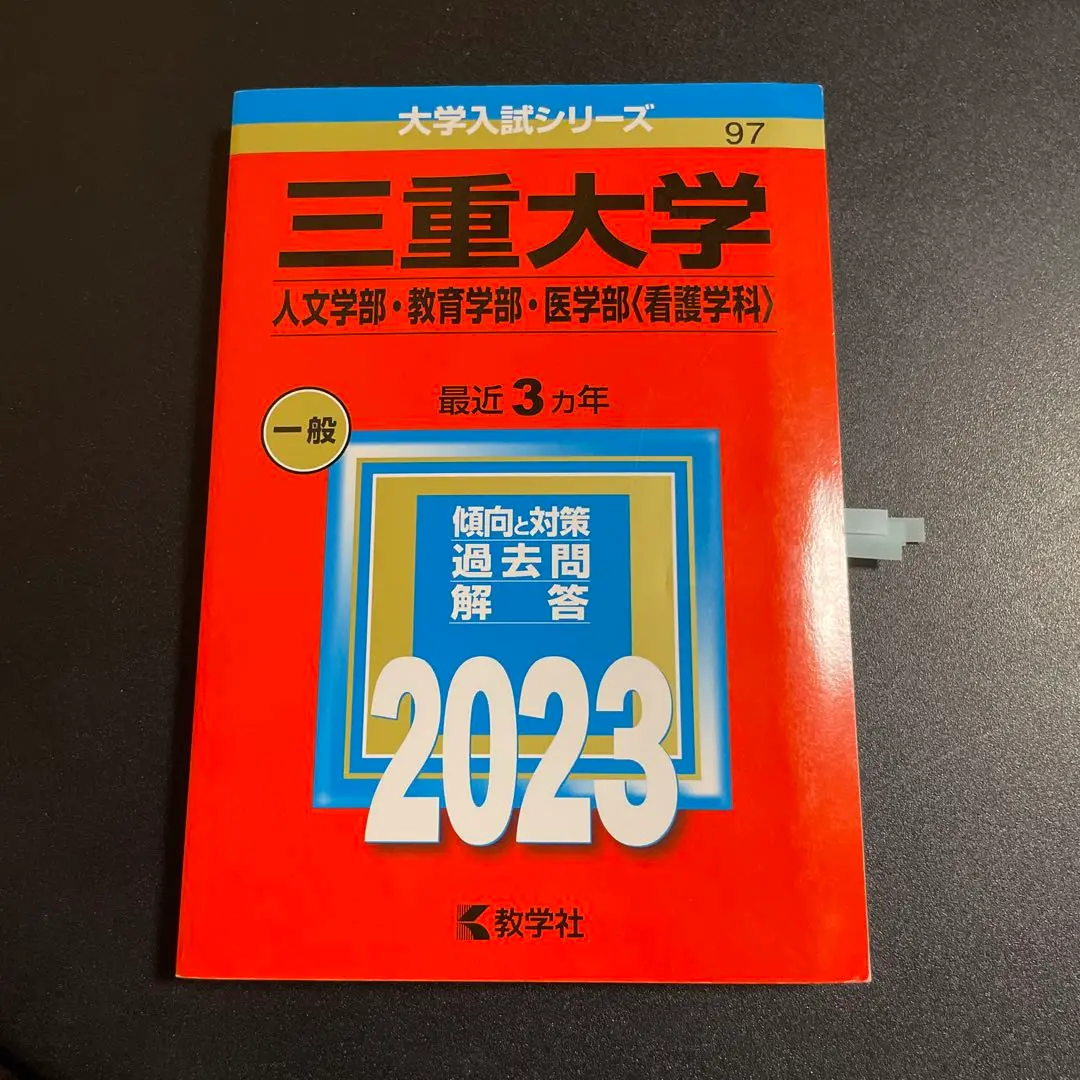 大学入試シリーズ
97
三重大学
人文学部・教育学部・医学部〈看護学科〉
最近3カ年
一般
傾向と対策
過去問
解答
2023
教学社